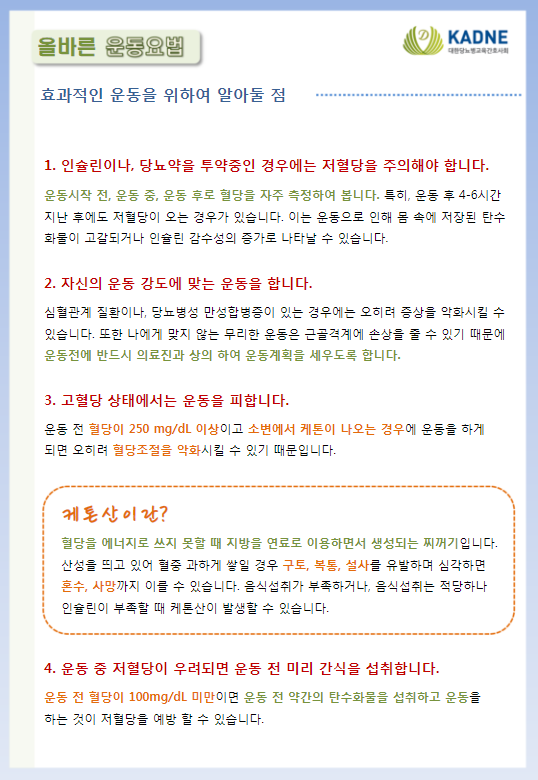 올바른 운동요법
KADNE
대한당뇨병교육간호사회
효과적인 운동을 위하여 알아둘 점
1. 인슐린이나, 당뇨약을 투약중인 경우에는 저혈당을 주의해야 합니다.
운동시작 전, 운동 중, 운동 후로 혈당을 자주 측정하여 봅니다. 특히, 운동 후 4-6시간
지난 후에도 저혈당이 오는 경우가 있습니다. 이는 운동으로 인해 몸 속에 저장된 탄수
화물이 고갈되거나 인슐린 감수성의 증가로 나타날 수 있습니다.
2. 자신의 운동 강도에 맞는 운동을 합니다.
심혈관계 질환이나, 당뇨병성 만성합병증이 있는 경우에는 오히려 증상을 악화시킬 수
있습니다. 또한 나에게 맞지 않는 무리한 운동은 근골격계에 손상을 줄 수 있기 때문에
운동전에 반드시 의료진과 상의 하여 운동계획을 세우도록 합니다.
3. 고혈당 상태에서는 운동을 피합니다.
운동 전 혈당이 250 mg/dL 이상이고 소변에서 케톤이 나오는 경우에 운동을 하게
되면 오히려 혈당조절을 악화시킬 수 있기 때문입니다.
케톤산이란?
혈당을 에너지로 쓰지 못할 때 지방을 연료로 이용하면서 생성되는 찌꺼기입니다.
산성을 띄고 있어 혈중 과하게 쌓일 경우 구토, 복통, 설사를 유발하며 심각하면
혼수, 사망까지 이를 수 있습니다. 음식섭취가 부족하거나, 음식섭취는 적당하나
인슐린이 부족할 때 케톤산이 발생할 수 있습니다.
4. 운동 중 저혈당이 우려되면 운동 전 미리 간식을 섭취합니다.
운동 전 혈당이 100mg/dL 미만이면 운동 전 약간의 탄수화물을 섭취하고 운동을
하는 것이 저혈당을 예방 할 수 있습니다.